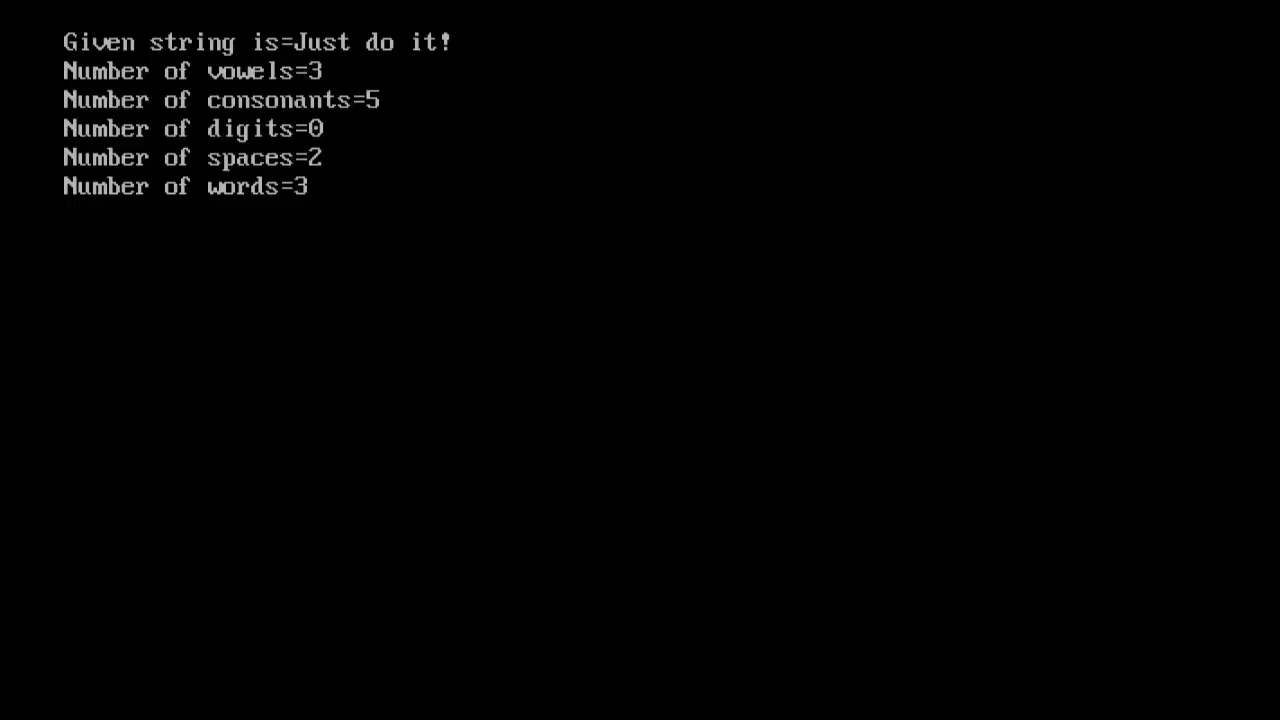 Given string is=Just do it!
Number of vowels=3
Number of consonants=5
Number of digits=0
Number of spaces=2
Number of words=3